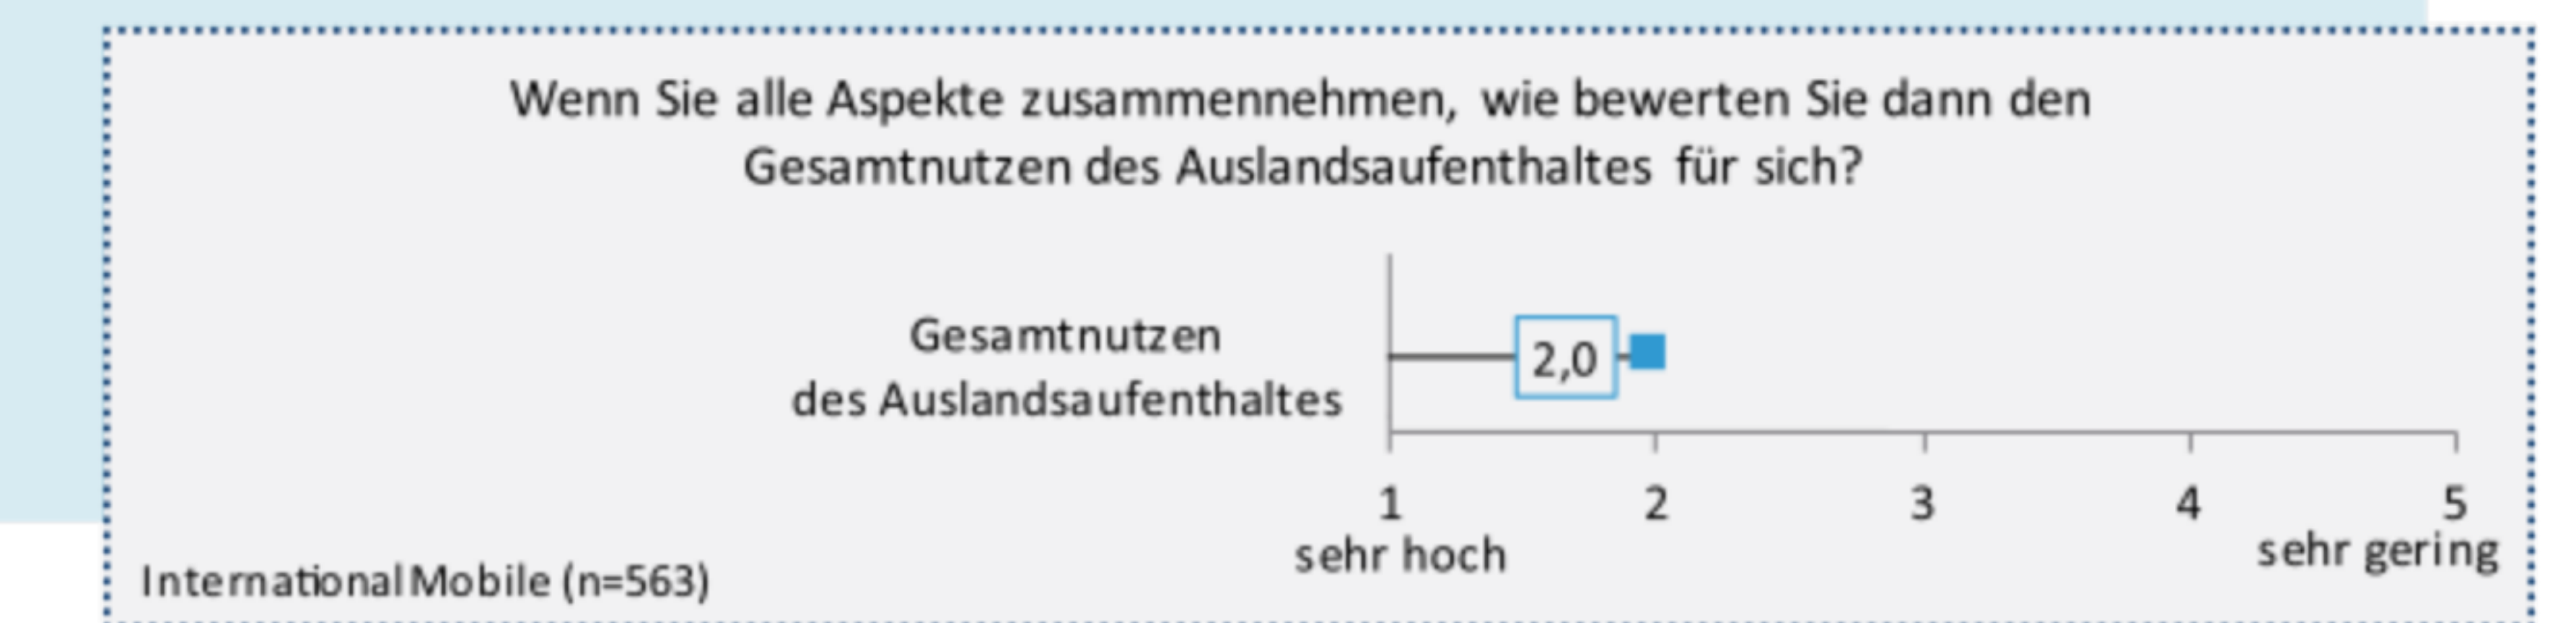 Wenn Sie alle Aspekte zusammennehmen, wie bewerten Sie dann den
Gesamtnutzen des Auslandsaufenthaltes für sich?
Gesamtnutzen
des Auslandsaufenthaltes
2,0
1 2 3 4 5
sehr hoch sehr gering
International Mobile (n=563)